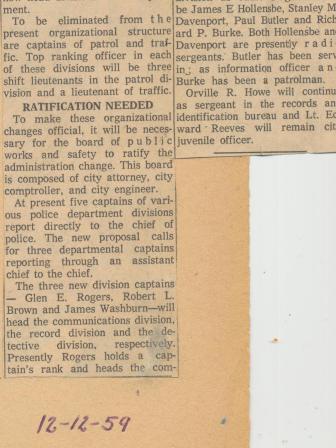 ment.
To be eliminated from the
present organizational structure
are captains of patrol and traf-
fic. Top ranking officer in each
of these divisions will be three
shift lieutenants in the patrol di-
vision and a lieutenant of traffic.
RATIFICATION NEEDED
To make these organizational
changes official, it will be neces-
sary for the board of public
works and safety to ratify the
administration change. This board
is composed of city attorney, city
comptroller, and city engineer.
At present five captains of vari-
ous police department divisions
report directly to the chief of
police. The new proposal calls
for three departmental captains
reporting through an assistant
chief to the chief.
The three new division captains
— Glen E. Rogers, Robert L.
Brown and James Washburn—will
head the communications division,
the record division and the de-
tective division, respectively.
Presently Rogers holds a cap-
tain's rank and heads the com-
be James E Hollensbe, Stanley M
Davenport, Paul Butler and Rich
ard P. Burke. Both Hollensbe an
Davenport are presently radi
sergeants. Butler has been serv
in; as information officer an
Burke has been a patrolman.
Orville R. Howe will continu
as sergeant in the records an
identification bureau and Lt. Ed
ward Reeves will remain cit
juvenile officer.
12-12-59